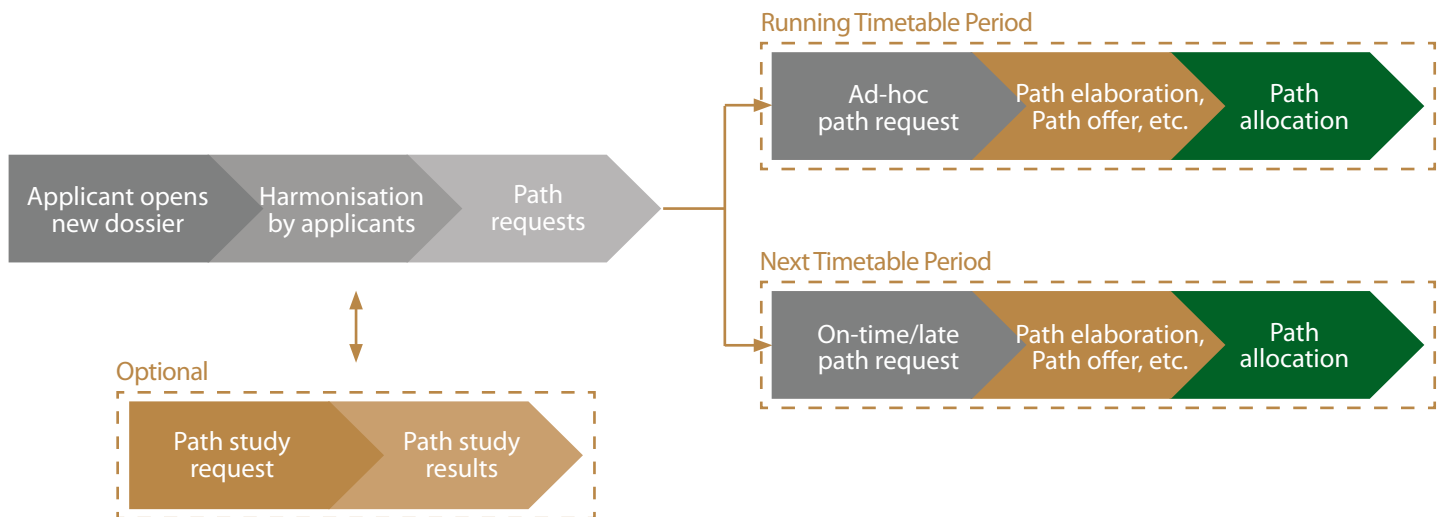 Applicant opens
new dossier
Harmonisation
by applicants
Path
requests
Optional
Path study
request
Path study
results
Running Timetable Period
Ad-hoc
path request
Path elaboration,
Path offer, etc.
Path
allocation
Next Timetable Period
On-time/late
path request
Path elaboration,
Path offer, etc.
Path
allocation